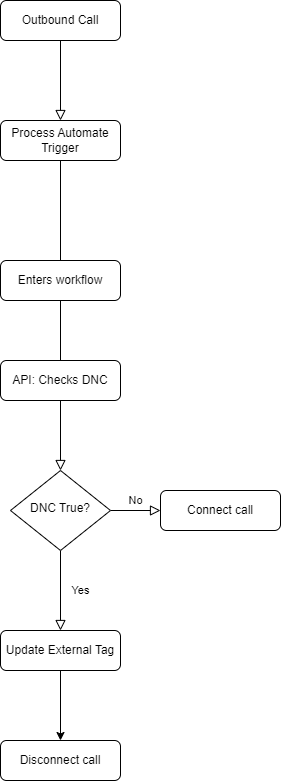 Outbound Call
Process Automate
Trigger
Enters workflow
API: Checks DNC
DNC True?
No
Connect call
Yes
Update External Tag
Disconnect call